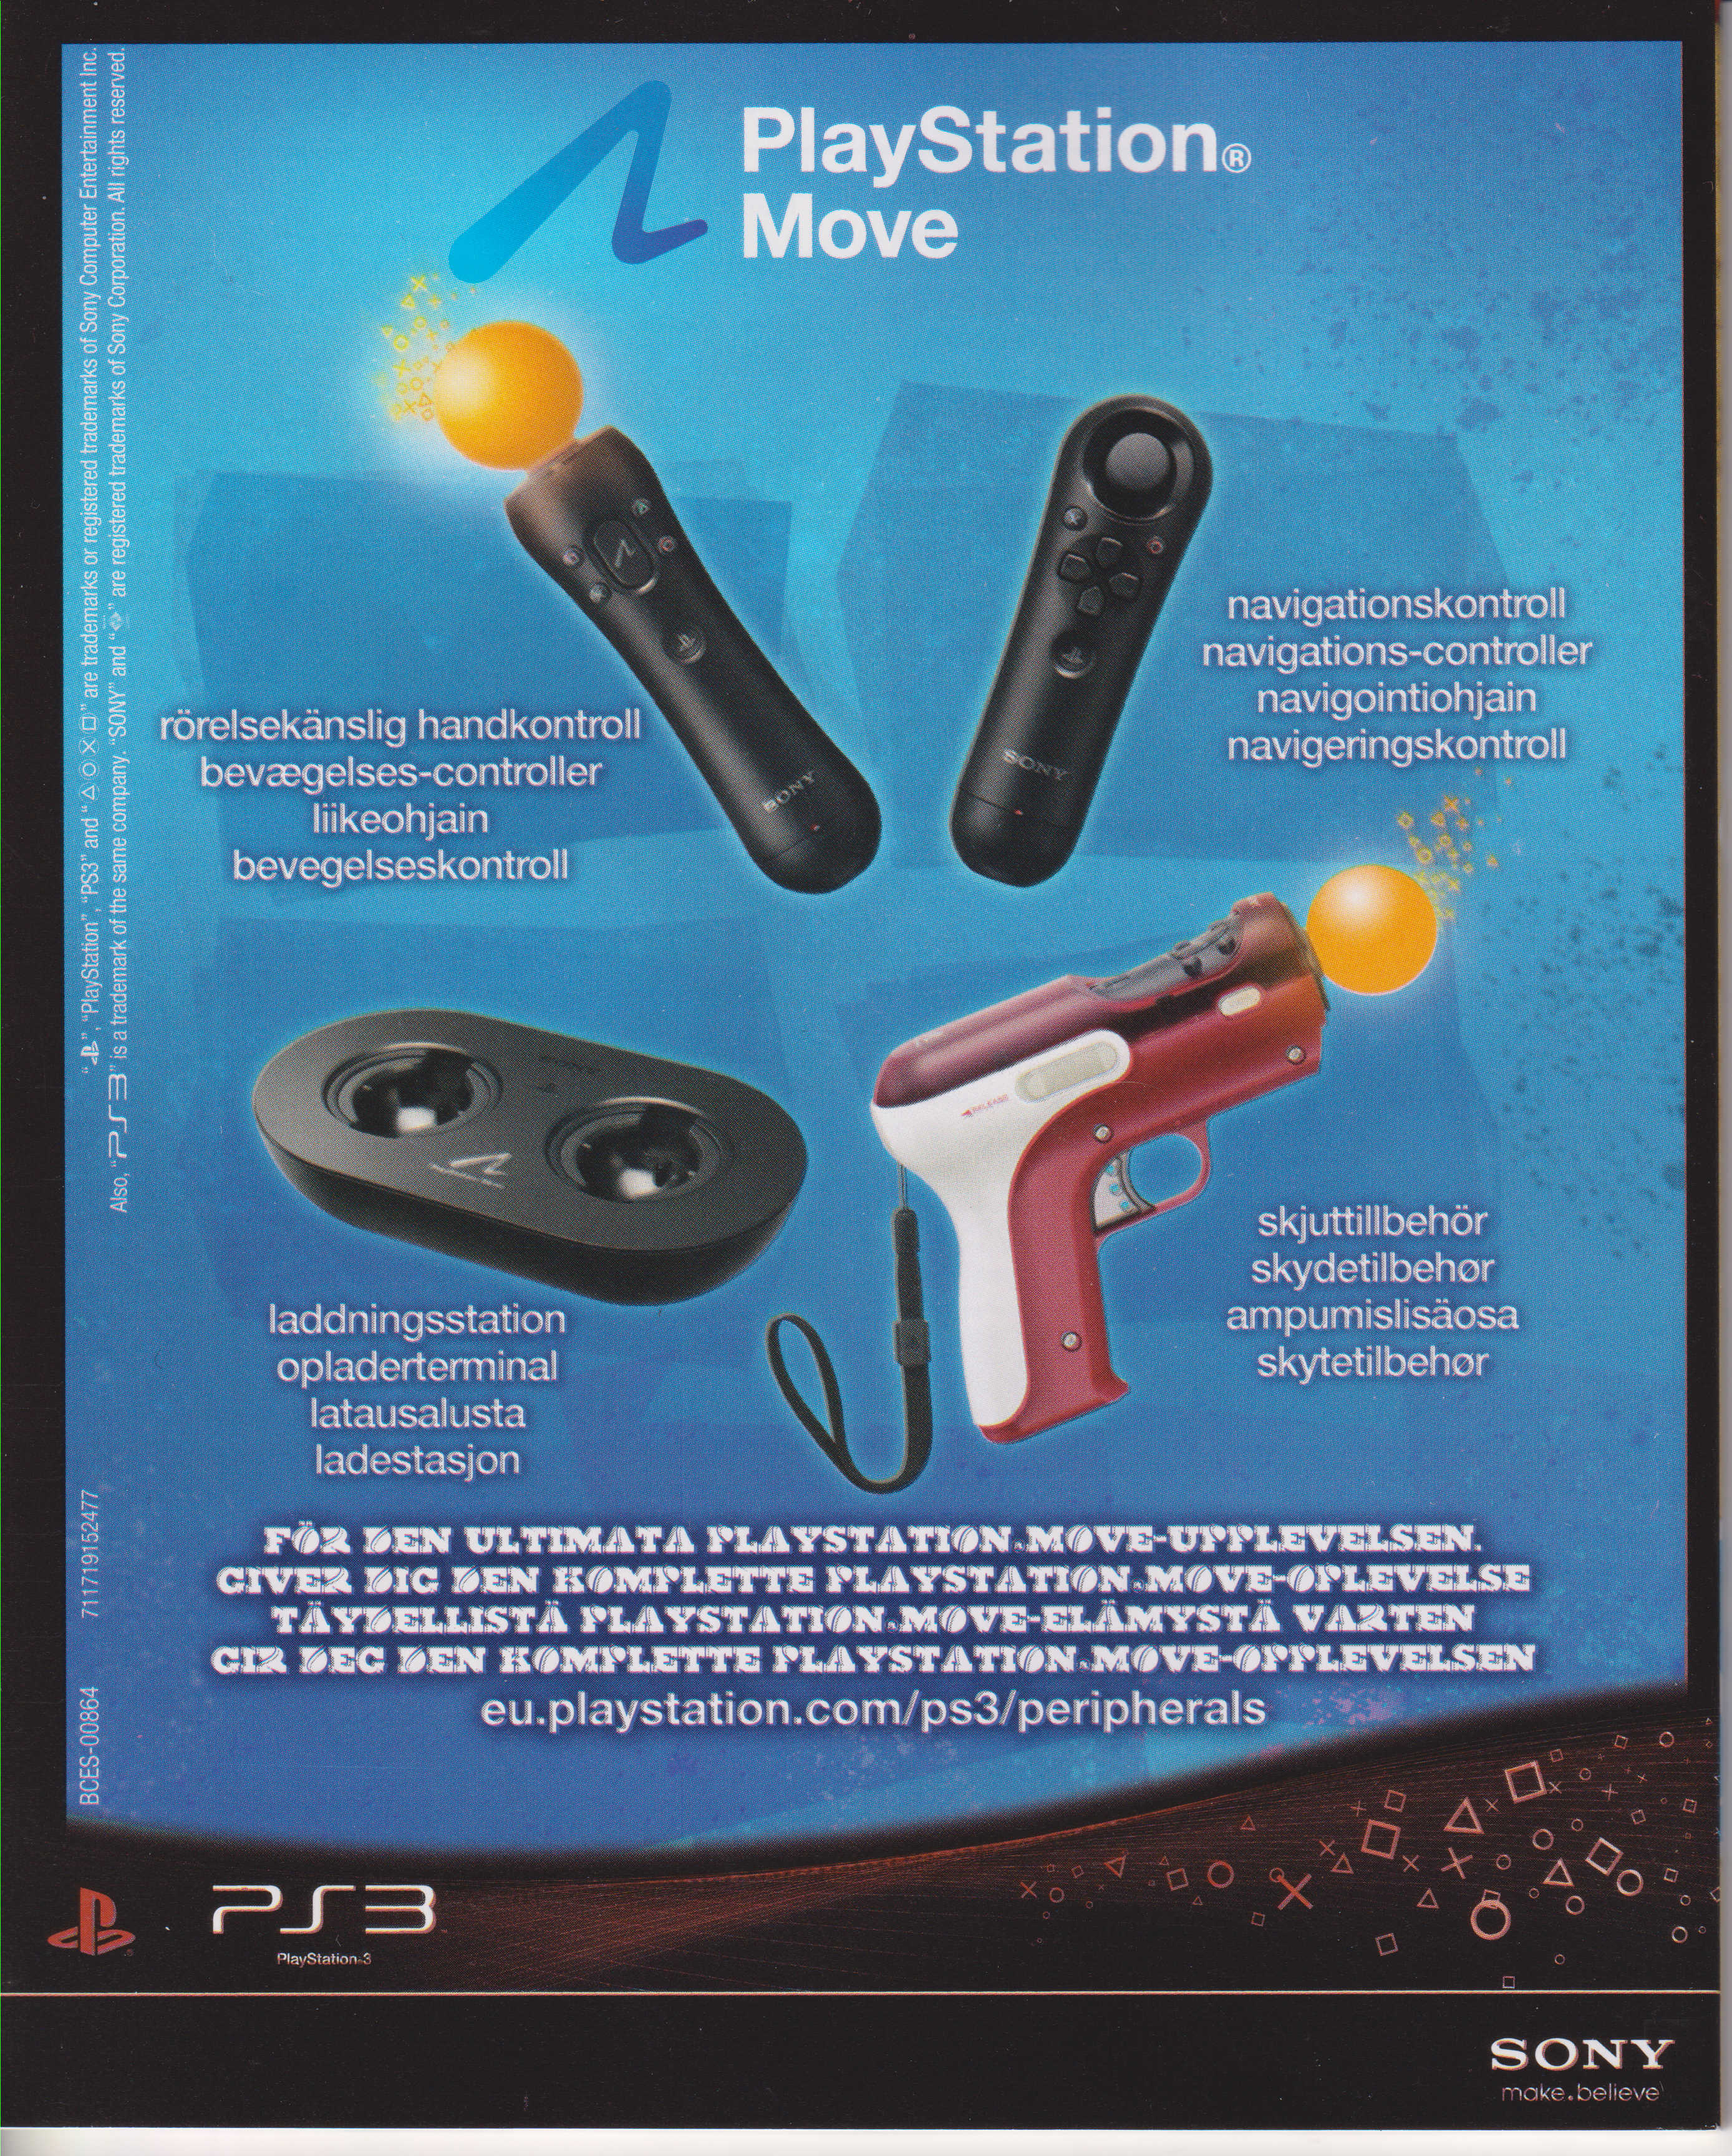 PlayStation®
Move
rörelsekänslig handkontroll
bevægelses-controller
liikeohjain
bevegelseskontroll
navigationskontroll
navigations-controller
navigointiohjain
navigeringskontroll
SONY
SONY
RELEASE
laddningsstation
opladerterminal
latausalusta
ladestasjon
skjuttillbehör
skydetilbehør
ampumislisäosa
skytetilbehør
FÖR DEN ULTIMATA PLAYSTATION®MOVE-UPPLEVELSEN.
GIVER DIG DEN KOMPLETTE PLAYSTATION®MOVE-OPLEVELSE
TÄYDELLISTÄ PLAYSTATION®MOVE-ELÄMYSTÄ VARTEN
GIR DEG DEN KOMPLETTE PLAYSTATION®MOVE-OPPLEVELSEN
eu.playstation.com/ps3/peripherals
"", "PlayStation", "PS3" and "△○✕□" are trademarks or registered trademarks of Sony Computer Entertainment Inc.
Also, "PS3" is a trademark of the same company. "SONY" and "" are registered trademarks of Sony Corporation. All rights reserved.
BCES-00864 711719152477
PS3
PlayStation®3
SONY
make.believe